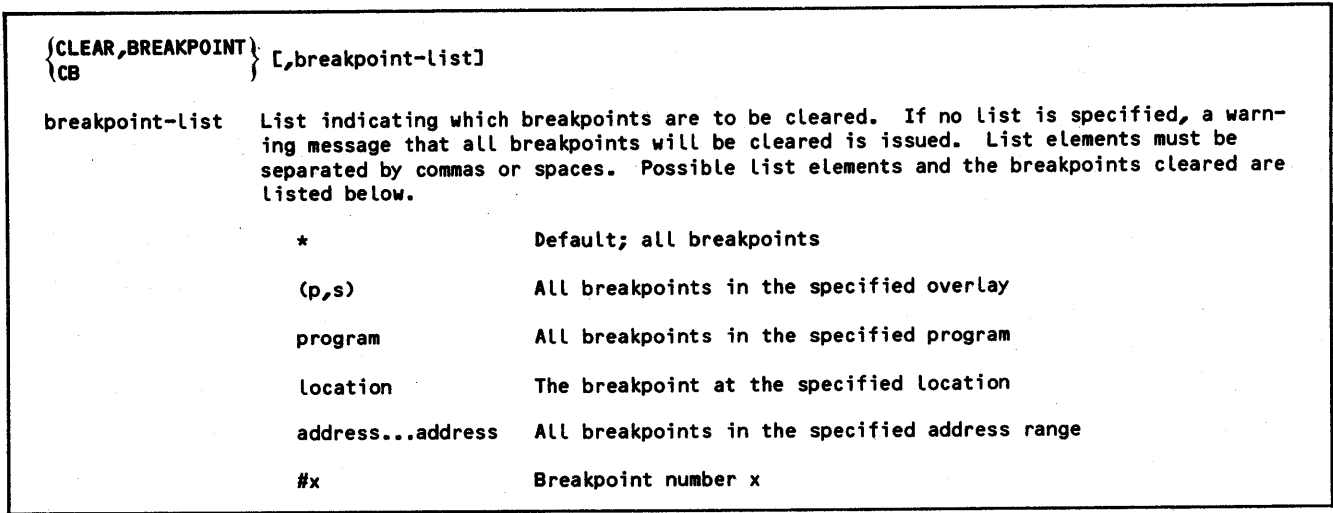 {CLEAR,BREAKPOINT} [,breakpoint-list]
{CB}
breakpoint-list List indicating which breakpoints are to be cleared. If no list is specified, a warn-
ing message that all breakpoints will be cleared is issued. List elements must be
separated by commas or spaces. Possible list elements and the breakpoints cleared are
listed below.
* Default; all breakpoints
(p,s) All breakpoints in the specified overlay
program All breakpoints in the specified program
location The breakpoint at the specified location
address...address All breakpoints in the specified address range
#x Breakpoint number x